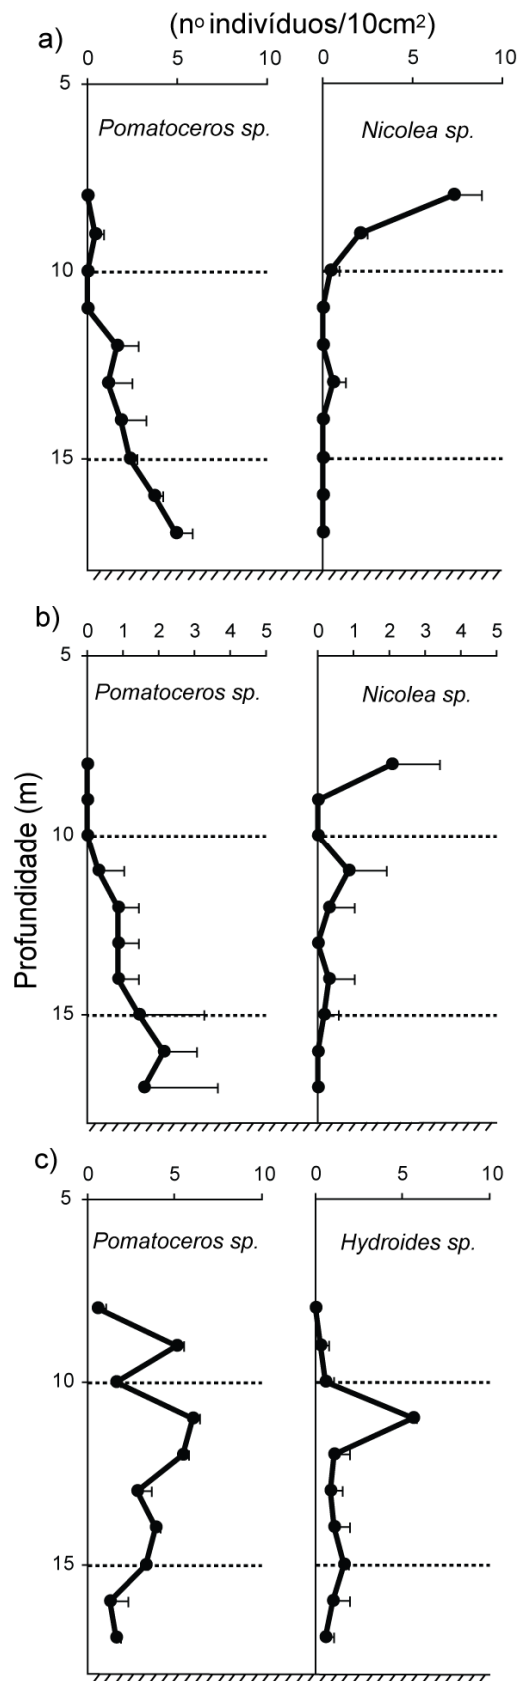 (nº indivíduos/10cm²)
a)
0 5 10 0 5 10
5
Pomatoceros sp. Nicolea sp.
10
15
b)
0 1 2 3 4 5 0 1 2 3 4 5
5
Pomatoceros sp. Nicolea sp.
10
Profundidade (m)
15
c)
0 5 10 0 5 10
5
Pomatoceros sp. Hydroides sp.
10
15